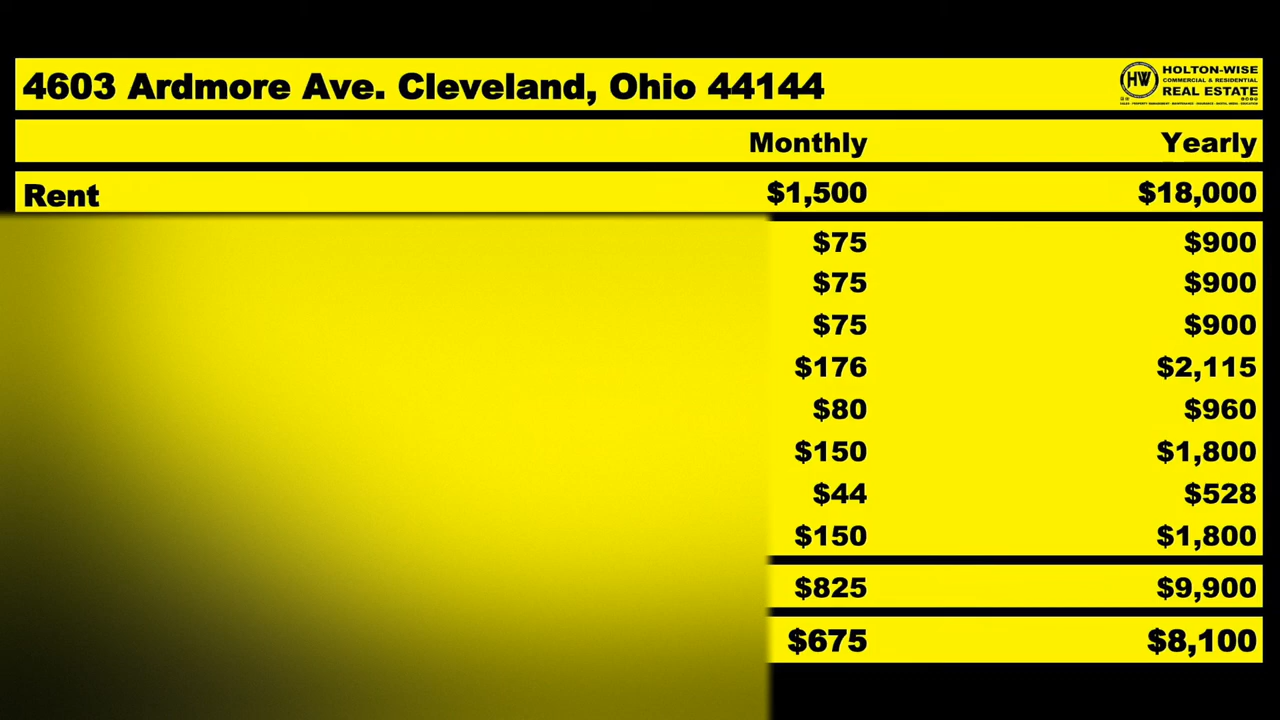 4603 Ardmore Ave. Cleveland, Ohio 44144
HW
HOLTON-WISE
COMMERCIAL & RESIDENTIAL
REAL ESTATE
Monthly Yearly
Rent $1,500 $18,000
$75 $900
$75 $900
$75 $900
$176 $2,115
$80 $960
$150 $1,800
$44 $528
$150 $1,800
$825 $9,900
$675 $8,100